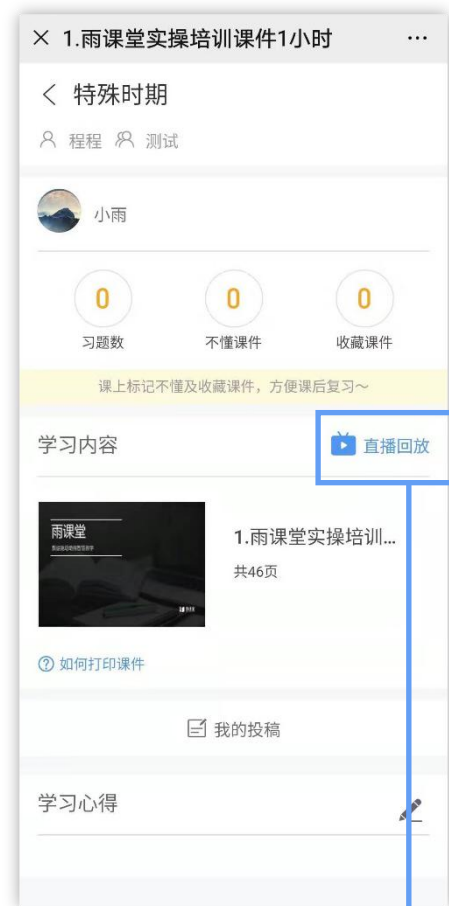 1.雨课堂实操培训课件1小时
特殊时期
程程 测试
小雨
0 0 0
习题数 不懂课件 收藏课件
课上标记不懂及收藏课件，方便课后复习～
学习内容 直播回放
雨课堂
1.雨课堂实操培训...
共46页
如何打印课件
我的投稿
学习心得